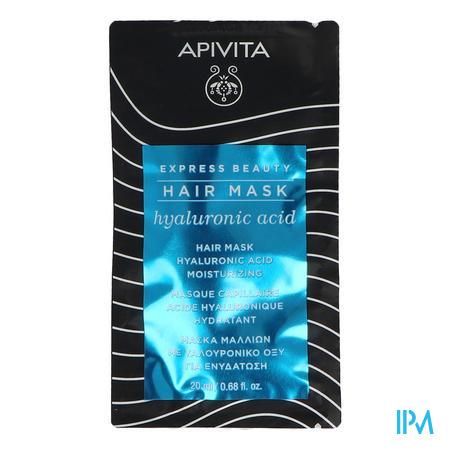 APIVITA
EXPRESS BEAUTY
HAIR MASK
hyaluronic acid
HAIR MASK
HYALURONIC ACID
MOISTURIZING
MASQUE CAPILLAIRE
ACIDE HYALURONIQUE
HYDRATANT
ΜΑΣΚΑ ΜΑΛΛΙΩΝ
ΜΕ ΥΑΛΟΥΡΟΝΙΚΟ ΟΞΥ
ΓΙΑ ΕΝΥΔΑΤΩΣΗ
20 ml / 0.68 fl. oz.
IPM